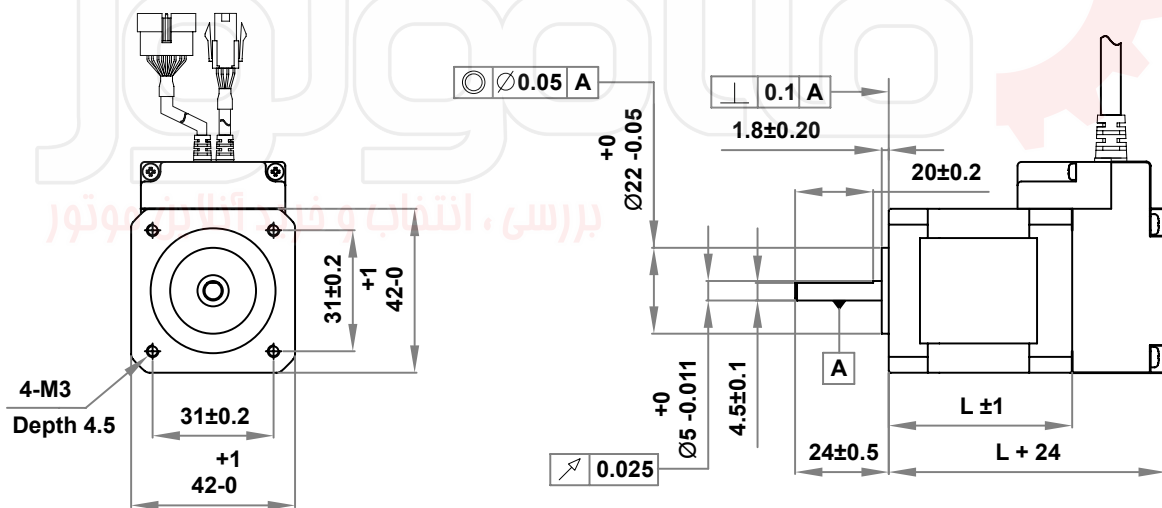 ماموتور
بررسی ، انتخاب و خرید آنلاین موتور
⌀0.05 A
⊥ 0.1 A
1.8±0.20
20±0.2
+0
Ø22 -0.05
31±0.2
+1
42-0
4-M3
Depth 4.5
31±0.2
+1
42-0
A
+0
Ø5 -0.011
4.5±0.1
0.025
24±0.5
L ±1
L + 24